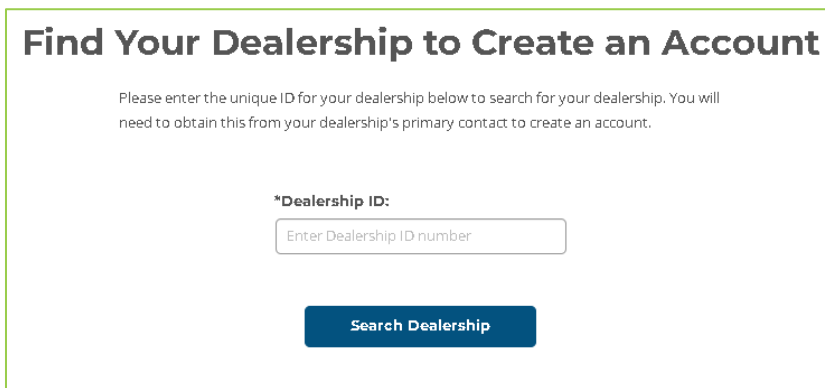 Find Your Dealership to Create an Account
Please enter the unique ID for your dealership below to search for your dealership. You will
need to obtain this from your dealership's primary contact to create an account.
*Dealership ID:
Enter Dealership ID number
Search Dealership